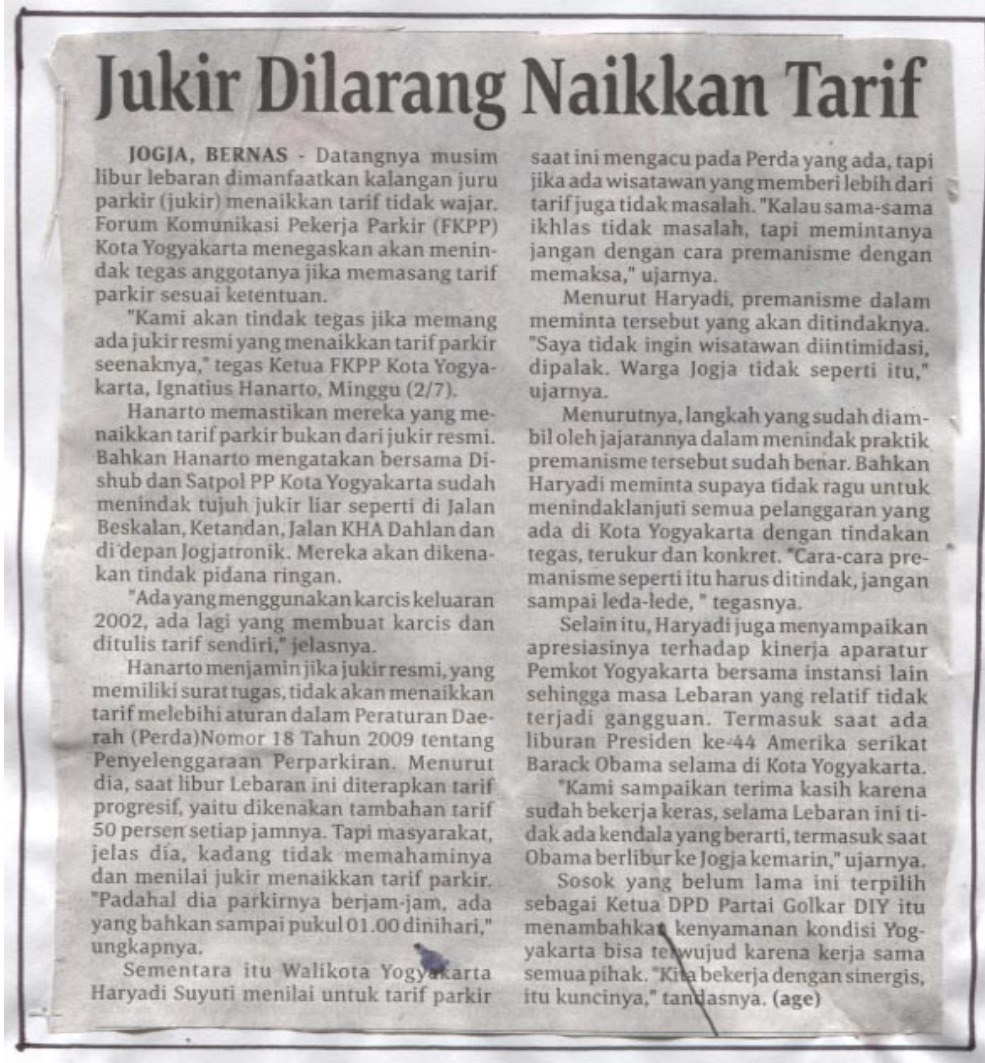 Jukir Dilarang Naikkan Tarif
JOGJA, BERNAS - Datangnya musim
libur lebaran dimanfaatkan kalangan juru
parkir (jukir) menaikkan tarif tidak wajar.
Forum Komunikasi Pekerja Parkir (FKPP)
Kota Yogyakarta menegaskan akan menin-
dak tegas anggotanya jika memasang tarif
parkir sesuai ketentuan.
"Kami akan tindak tegas jika memang
ada jukir resmi yang menaikkan tarif parkir
seenaknya," tegas Ketua FKPP Kota Yogya-
karta, Ignatius Hanarto, Minggu (2/7).
Hanarto memastikan mereka yang me-
naikkan tarif parkir bukan dari jukir resmi.
Bahkan Hanarto mengatakan bersama Di-
shub dan Satpol PP Kota Yogyakarta sudah
menindak tujuh jukir liar seperti di Jalan
Beskalan, Ketandan, Jalan KHA Dahlan dan
di depan Jogjatronik. Mereka akan dikena-
kan tindak pidana ringan.
"Ada yang menggunakan karcis keluaran
2002, ada lagi yang membuat karcis dan
ditulis tarif sendiri," jelasnya.
Hanarto menjamin jika jukir resmi, yang
memiliki surat tugas, tidak akan menaikkan
tarif melebihi aturan dalam Peraturan Dae-
rah (Perda)Nomor 18 Tahun 2009 tentang
Penyelenggaraan Perparkiran. Menurut
dia, saat libur Lebaran ini diterapkan tarif
progresif, yaitu dikenakan tambahan tarif
50 persen setiap jamnya. Tapi masyarakat,
jelas dia, kadang tidak memahaminya
dan menilai jukir menaikkan tarif parkir.
"Padahal dia parkirnya berjam-jam, ada
yang bahkan sampai pukul 01.00 dinihari,"
ungkapnya.
Sementara itu Walikota Yogyakarta
Haryadi Suyuti menilai untuk tarif parkir
saat ini mengacu pada Perda yang ada, tapi
jika ada wisatawan yang memberi lebih dari
tarif juga tidak masalah. "Kalau sama-sama
ikhlas tidak masalah, tapi memintanya
jangan dengan cara premanisme dengan
memaksa," ujarnya.
Menurut Haryadi, premanisme dalam
meminta tersebut yang akan ditindaknya.
"Saya tidak ingin wisatawan diintimidasi,
dipalak. Warga Jogja tidak seperti itu,"
ujarnya.
Menurutnya, langkah yang sudah diam-
bil oleh jajarannya dalam menindak praktik
premanisme tersebut sudah benar. Bahkan
Haryadi meminta supaya tidak ragu untuk
menindaklanjuti semua pelanggaran yang
ada di Kota Yogyakarta dengan tindakan
tegas, terukur dan konkret. "Cara-cara pre-
manisme seperti itu harus ditindak, jangan
sampai leda-lede, " tegasnya.
Selain itu, Haryadi juga menyampaikan
apresiasinya terhadap kinerja aparatur
Pemkot Yogyakarta bersama instansi lain
sehingga masa Lebaran yang relatif tidak
terjadi gangguan. Termasuk saat ada
liburan Presiden ke-44 Amerika serikat
Barack Obama selama di Kota Yogyakarta.
"Kami sampaikan terima kasih karena
sudah bekerja keras, selama Lebaran ini ti-
dak ada kendala yang berarti, termasuk saat
Obama berlibur ke Jogja kemarin," ujarnya.
Sosok yang belum lama ini terpilih
sebagai Ketua DPD Partai Golkar DIY itu
menambahkan kenyamanan kondisi Yog-
yakarta bisa terwujud karena kerja sama
semua pihak. "Kita bekerja dengan sinergis,
itu kuncinya," tandasnya. (age)